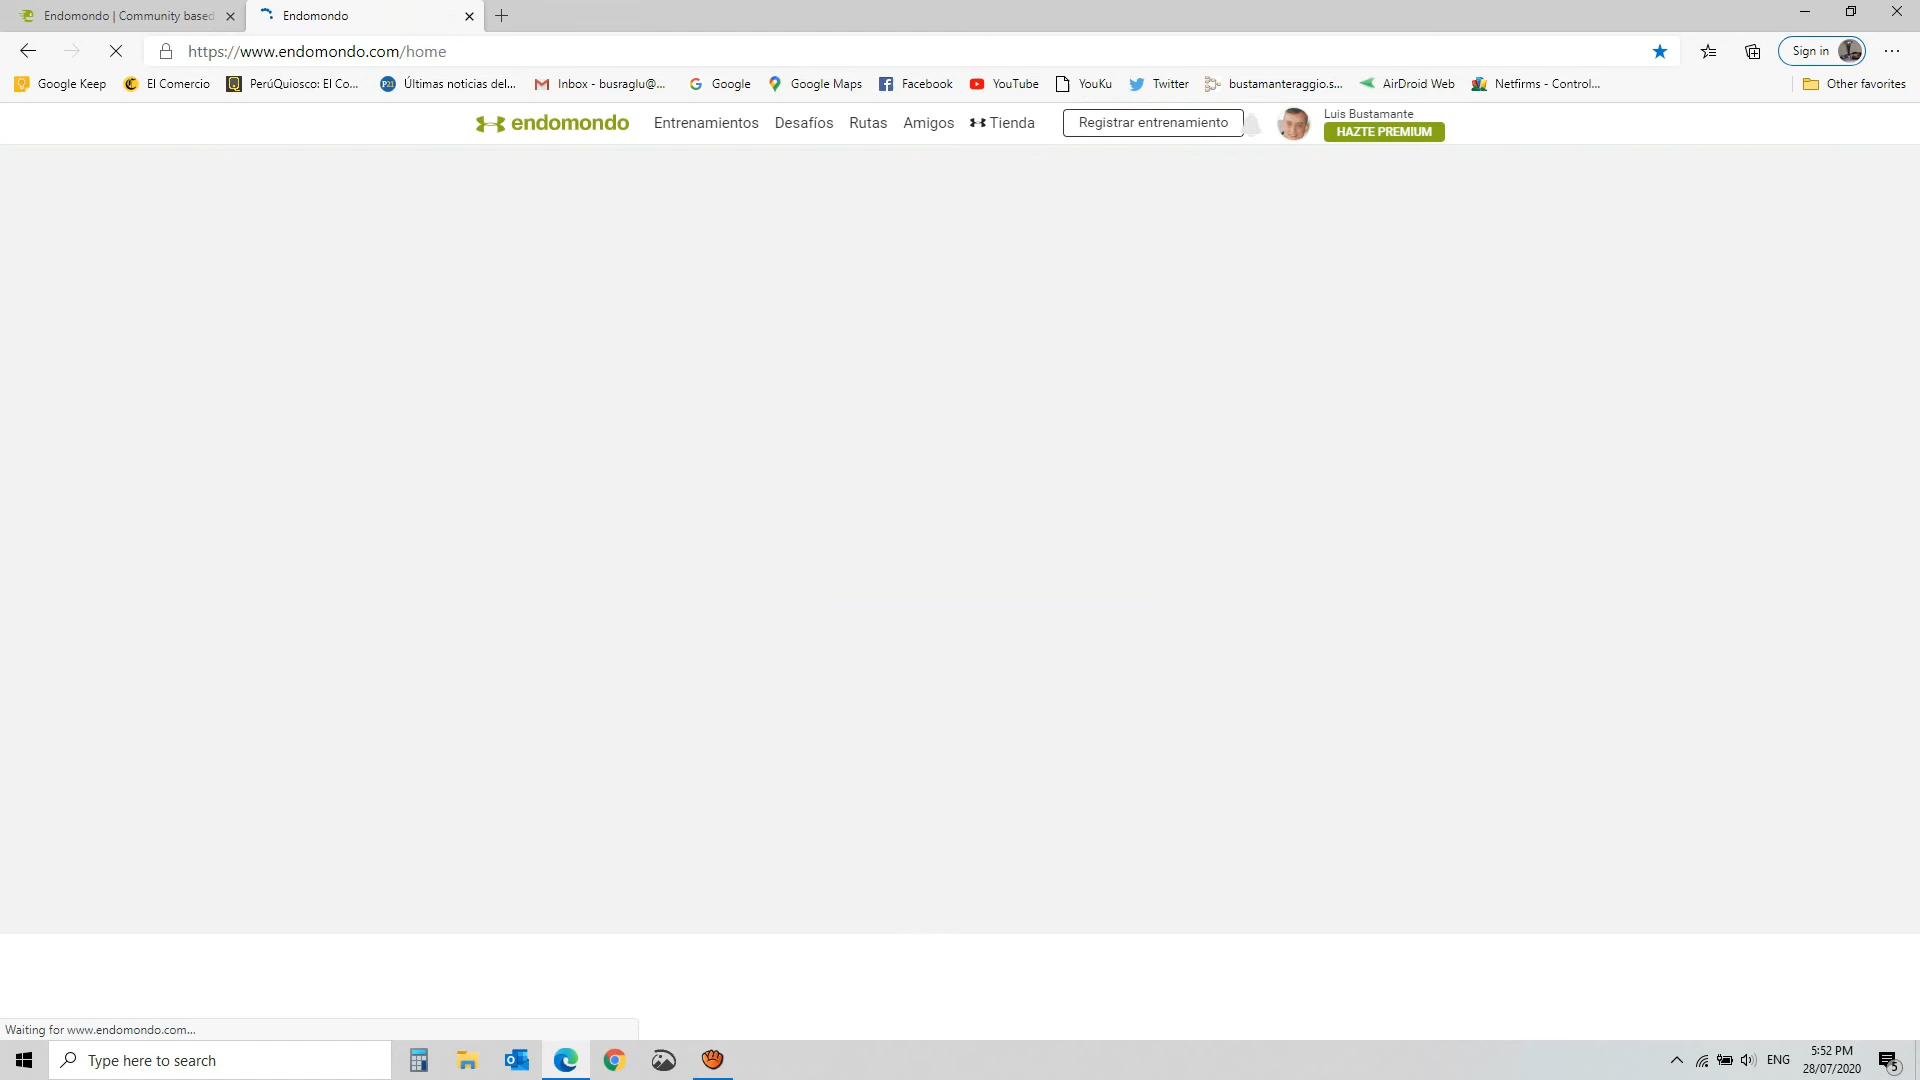 Endomondo | Community based
Endomondo
https://www.endomondo.com/home
Sign in
Google Keep
El Comercio
PerúQuiosco: El Co...
Últimas noticias del...
Inbox - busraglu@...
Google
Google Maps
Facebook
YouTube
YouKu
Twitter
bustamanteraggio.s...
AirDroid Web
Netfirms - Control...
Other favorites
endomondo
Entrenamientos
Desafíos
Rutas
Amigos
Tienda
Registrar entrenamiento
Luis Bustamante
HAZTE PREMIUM
Waiting for www.endomondo.com...
Type here to search
ENG
5:52 PM
28/07/2020
5